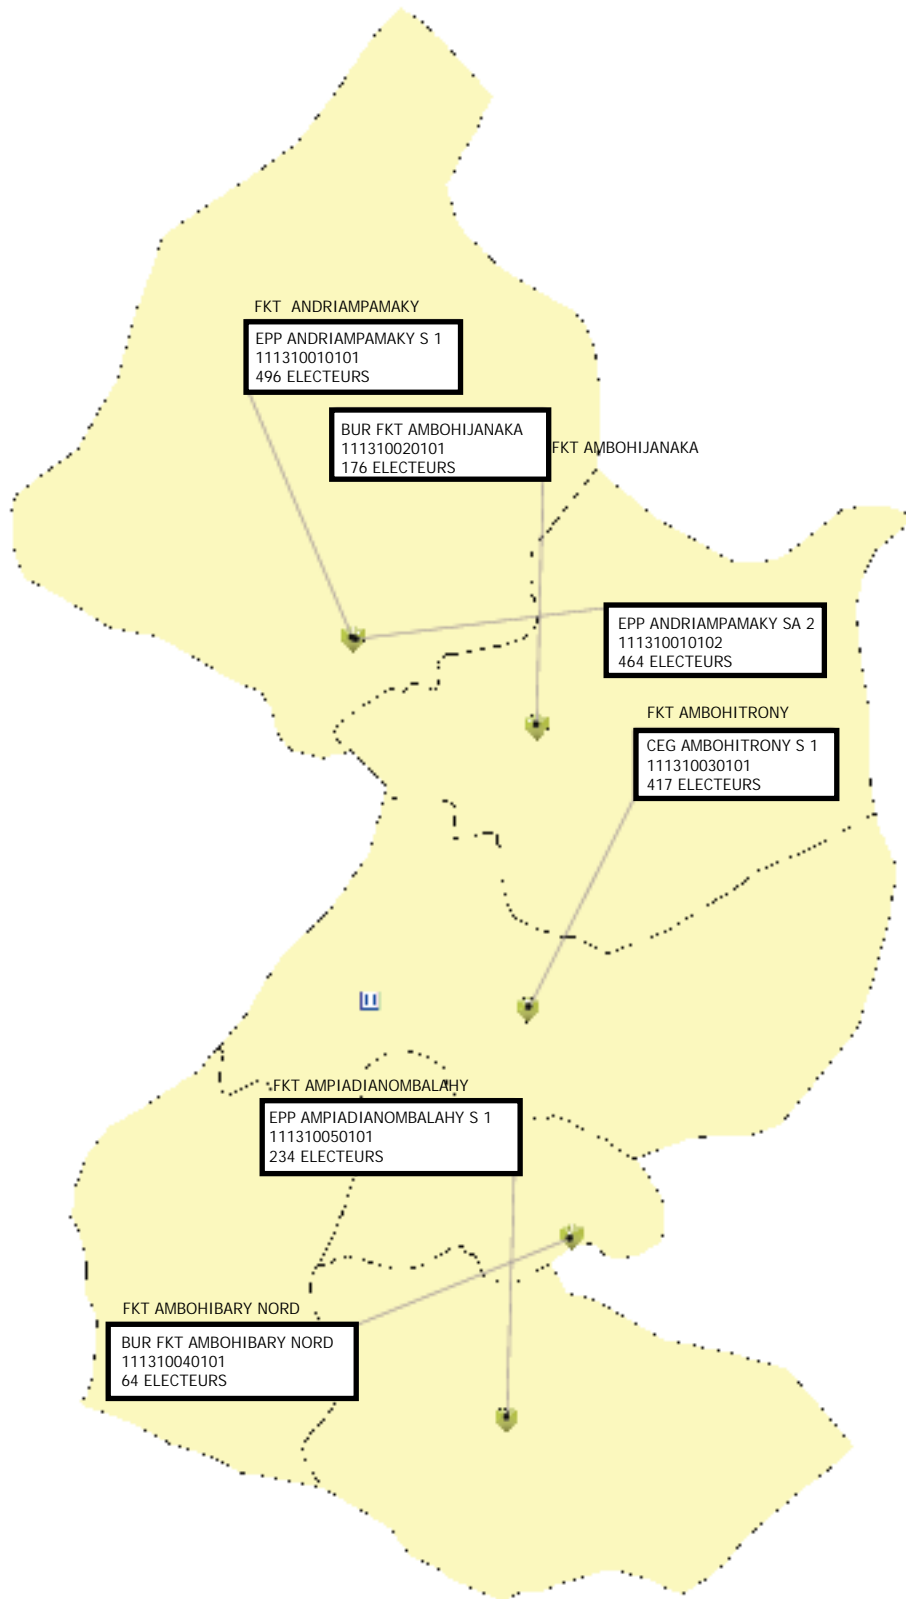 FKT ANDRIAMPAMAKY
EPP ANDRIAMPAMAKY S 1
111310010101
496 ELECTEURS
BUR FKT AMBOHIJANAKA
111310020101
176 ELECTEURS
FKT AMBOHIJANAKA
EPP ANDRIAMPAMAKY SA 2
111310010102
464 ELECTEURS
FKT AMBOHITRONY
CEG AMBOHITRONY S 1
111310030101
417 ELECTEURS
FKT AMPIADIANOMBALAHY
EPP AMPIADIANOMBALAHY S 1
111310050101
234 ELECTEURS
FKT AMBOHIBARY NORD
BUR FKT AMBOHIBARY NORD
111310040101
64 ELECTEURS